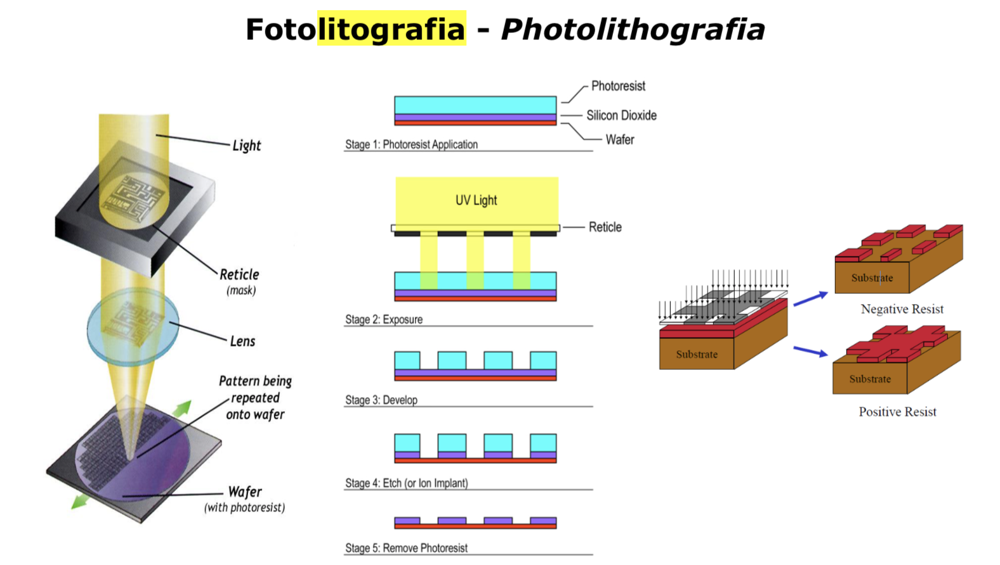 Fotolitografia - Photolithografia
Light
Reticle
(mask)
Lens
Pattern being
repeated
onto wafer
Wafer
(with photoresist)
Photoresist
Silicon Dioxide
Wafer
Stage 1: Photoresist Application
UV Light
Reticle
Stage 2: Exposure
Stage 3: Develop
Stage 4: Etch (or Ion Implant)
Stage 5: Remove Photoresist
Substrate
Substrate
Negative Resist
Substrate
Positive Resist